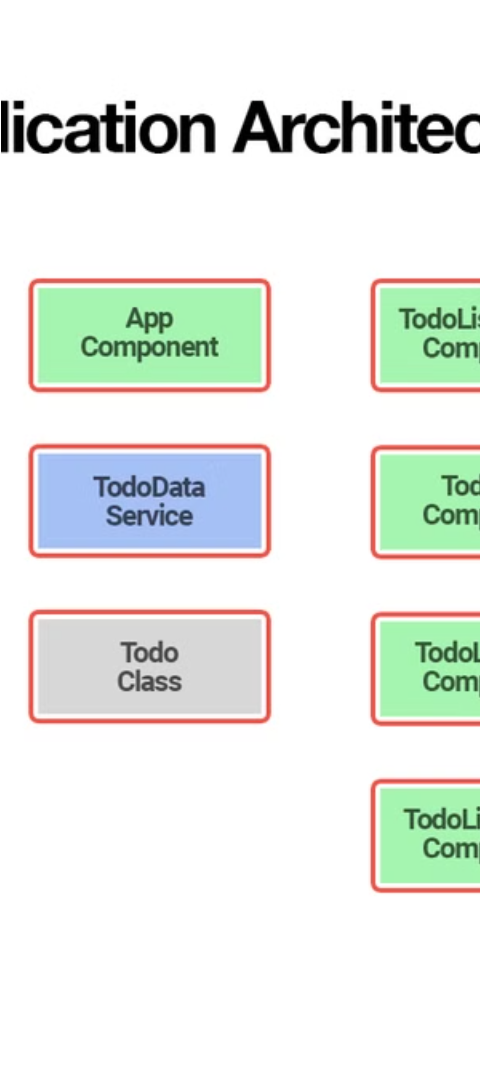 lication Architec
App
Component
TodoData
Service
Todo
Class
TodoLis
Comp
Tod
Comp
TodoL
Comp
TodoLi
Comp